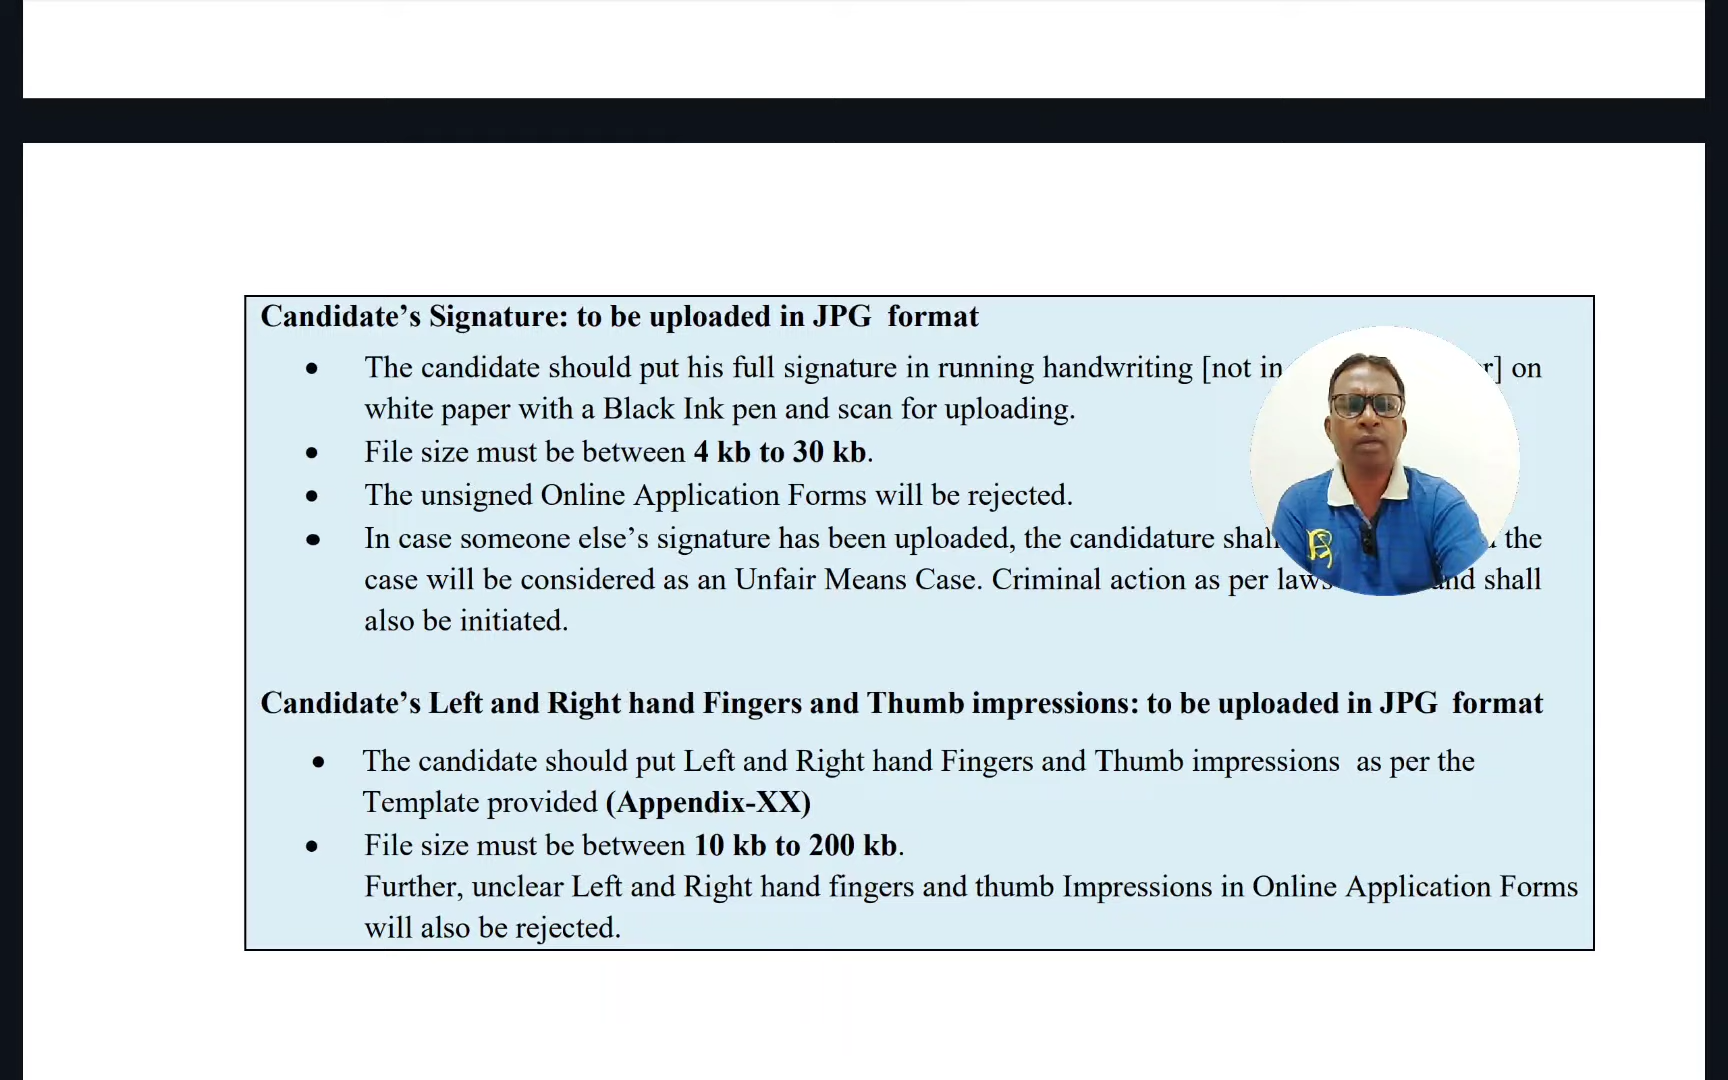 Candidate’s Signature: to be uploaded in JPG format
• The candidate should put his full signature in running handwriting [not in r] on
white paper with a Black Ink pen and scan for uploading.
• File size must be between 4 kb to 30 kb.
• The unsigned Online Application Forms will be rejected.
• In case someone else’s signature has been uploaded, the candidature shall the
case will be considered as an Unfair Means Case. Criminal action as per laws and shall
also be initiated.
Candidate’s Left and Right hand Fingers and Thumb impressions: to be uploaded in JPG format
• The candidate should put Left and Right hand Fingers and Thumb impressions as per the
Template provided (Appendix-XX)
• File size must be between 10 kb to 200 kb.
Further, unclear Left and Right hand fingers and thumb Impressions in Online Application Forms
will also be rejected.